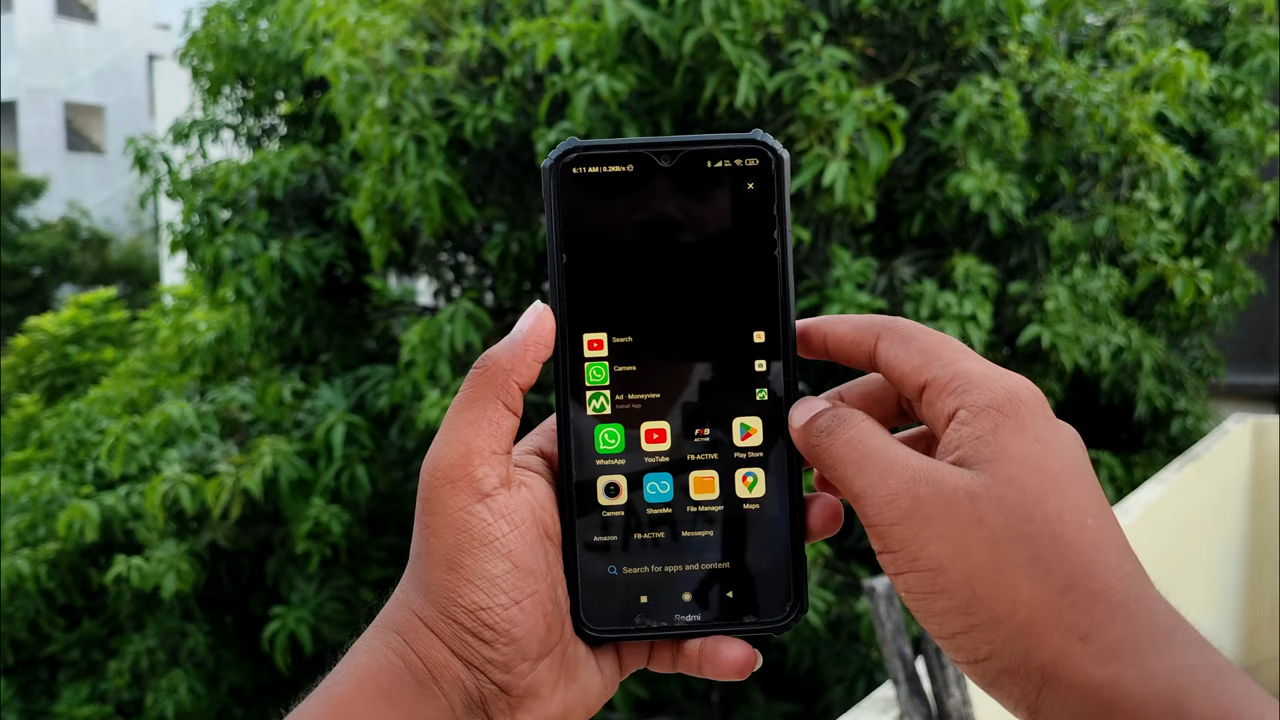 6:11 AM | 0.2KB/s
Search
Camera
Ad · Moneyview
Install App
WhatsApp YouTube FB-ACTIVE Play Store
Camera ShareMe File Manager Maps
Amazon FB-ACTIVE Messaging
Search for apps and content
Redmi